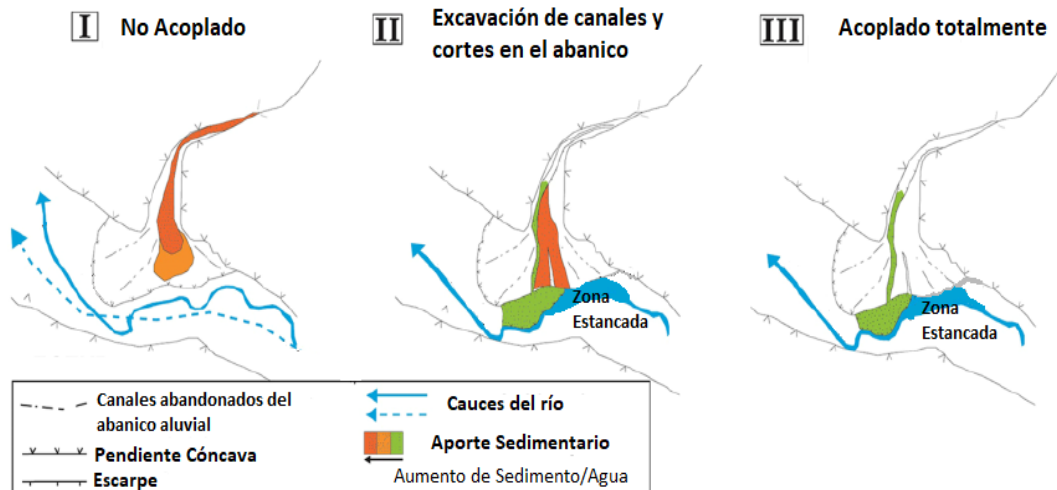 I No Acoplado
II Excavación de canales y
cortes en el abanico
III Acoplado totalmente
Zona
Estancada
Zona
Estancada
Canales abandonados del
abanico aluvial
Pendiente Cóncava
Escarpe
Cauces del río
Aporte Sedimentario
Aumento de Sedimento/Agua